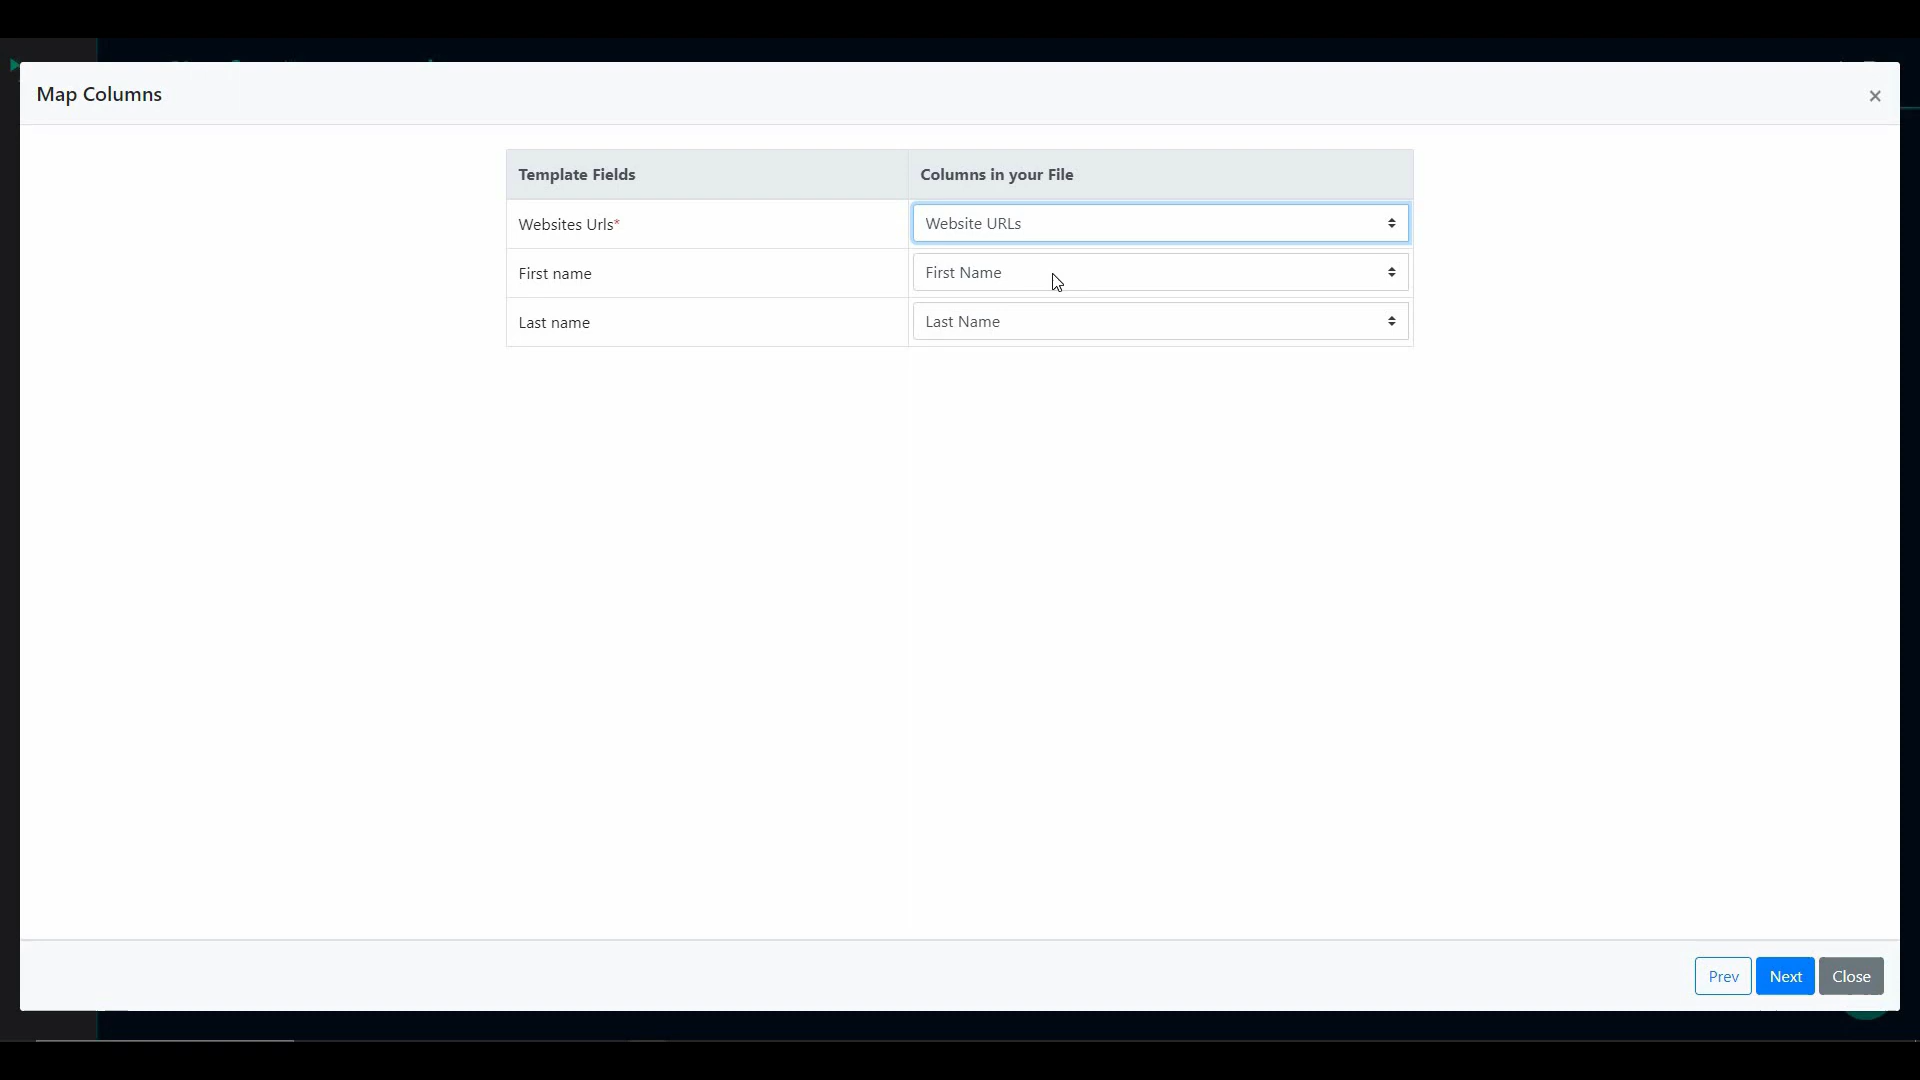 Map Columns
×
Template Fields
Columns in your File
Websites Urls*
Website URLs
First name
First Name
Last name
Last Name
Prev
Next
Close